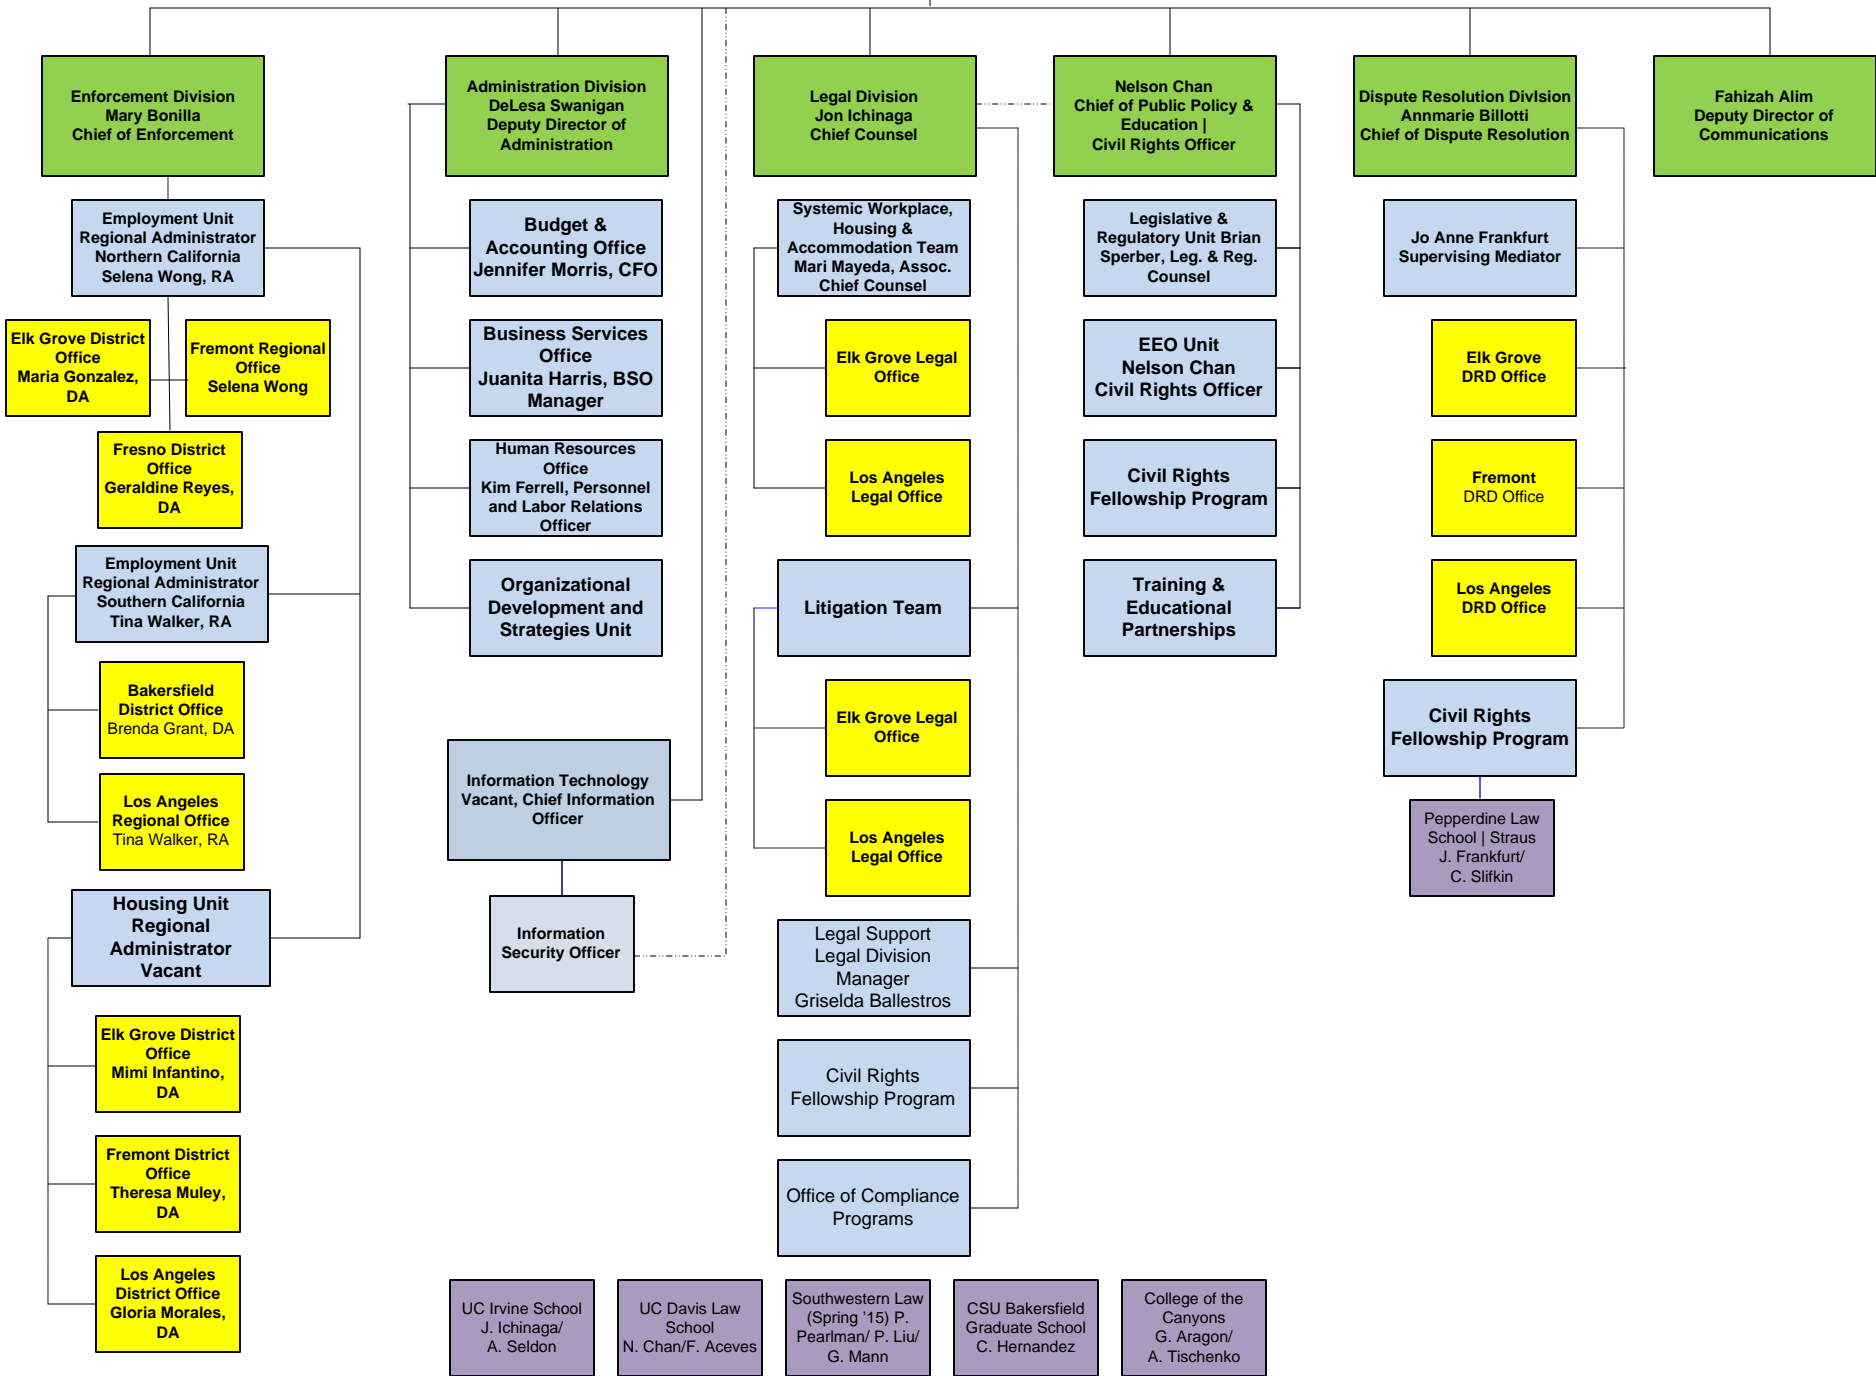 Enforcement Division
Mary Bonilla
Chief of Enforcement
Employment Unit
Regional Administrator
Northern California
Selena Wong, RA
Elk Grove District
Office
Maria Gonzalez,
DA
Fremont Regional
Office
Selena Wong
Fresno District
Office
Geraldine Reyes,
DA
Employment Unit
Regional Administrator
Southern California
Tina Walker, RA
Bakersfield
District Office
Brenda Grant, DA
Los Angeles
Regional Office
Tina Walker, RA
Housing Unit
Regional
Administrator
Vacant
Elk Grove District
Office
Mimi Infantino,
DA
Fremont District
Office
Theresa Muley,
DA
Los Angeles
District Office
Gloria Morales,
DA
Administration Division
DeLesa Swanigan
Deputy Director of
Administration
Budget &
Accounting Office
Jennifer Morris, CFO
Business Services
Office
Juanita Harris, BSO
Manager
Human Resources
Office
Kim Ferrell, Personnel
and Labor Relations
Officer
Organizational
Development and
Strategies Unit
Information Technology
Vacant, Chief Information
Officer
Information
Security Officer
Legal Division
Jon Ichinaga
Chief Counsel
Systemic Workplace,
Housing &
Accommodation Team
Mari Mayeda, Assoc.
Chief Counsel
Elk Grove Legal
Office
Los Angeles
Legal Office
Litigation Team
Elk Grove Legal
Office
Los Angeles
Legal Office
Legal Support
Legal Division
Manager
Griselda Ballestros
Civil Rights
Fellowship Program
Office of Compliance
Programs
Nelson Chan
Chief of Public Policy &
Education |
Civil Rights Officer
Legislative &
Regulatory Unit Brian
Sperber, Leg. & Reg.
Counsel
EEO Unit
Nelson Chan
Civil Rights Officer
Civil Rights
Fellowship Program
Training &
Educational
Partnerships
Dispute Resolution DivIsion
Annmarie Billotti
Chief of Dispute Resolution
Jo Anne Frankfurt
Supervising Mediator
Elk Grove
DRD Office
Fremont
DRD Office
Los Angeles
DRD Office
Civil Rights
Fellowship Program
Pepperdine Law
School | Straus
J. Frankfurt/
C. Slifkin
Fahizah Alim
Deputy Director of
Communications
UC Irvine School
J. Ichinaga/
A. Seldon
UC Davis Law
School
N. Chan/F. Aceves
Southwestern Law
(Spring '15) P.
Pearlman/ P. Liu/
G. Mann
CSU Bakersfield
Graduate School
C. Hernandez
College of the
Canyons
G. Aragon/
A. Tischenko